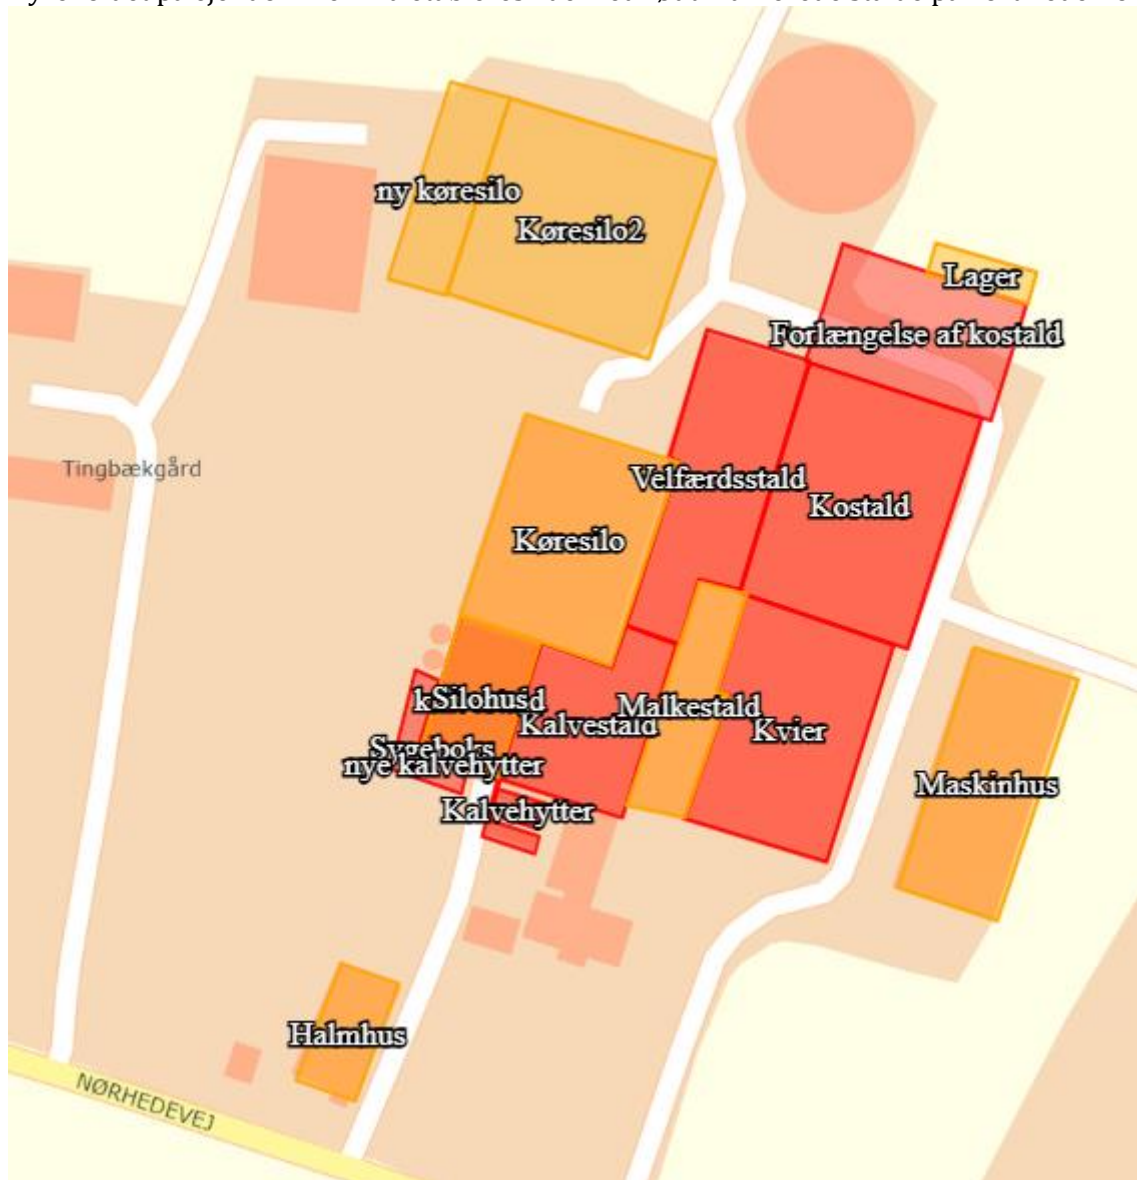 ny køresilo
Køresilo2
Lager
Forlængelse af kostald
Tingbækgård
Velfærdsstald
Kostald
Køresilo
Silohus
Malkestald
Kalvestald
Kvier
Sygeboks
nye kalvehytter
Maskinhus
Kalvehytter
Halmhus
NØRHEDEVEJ